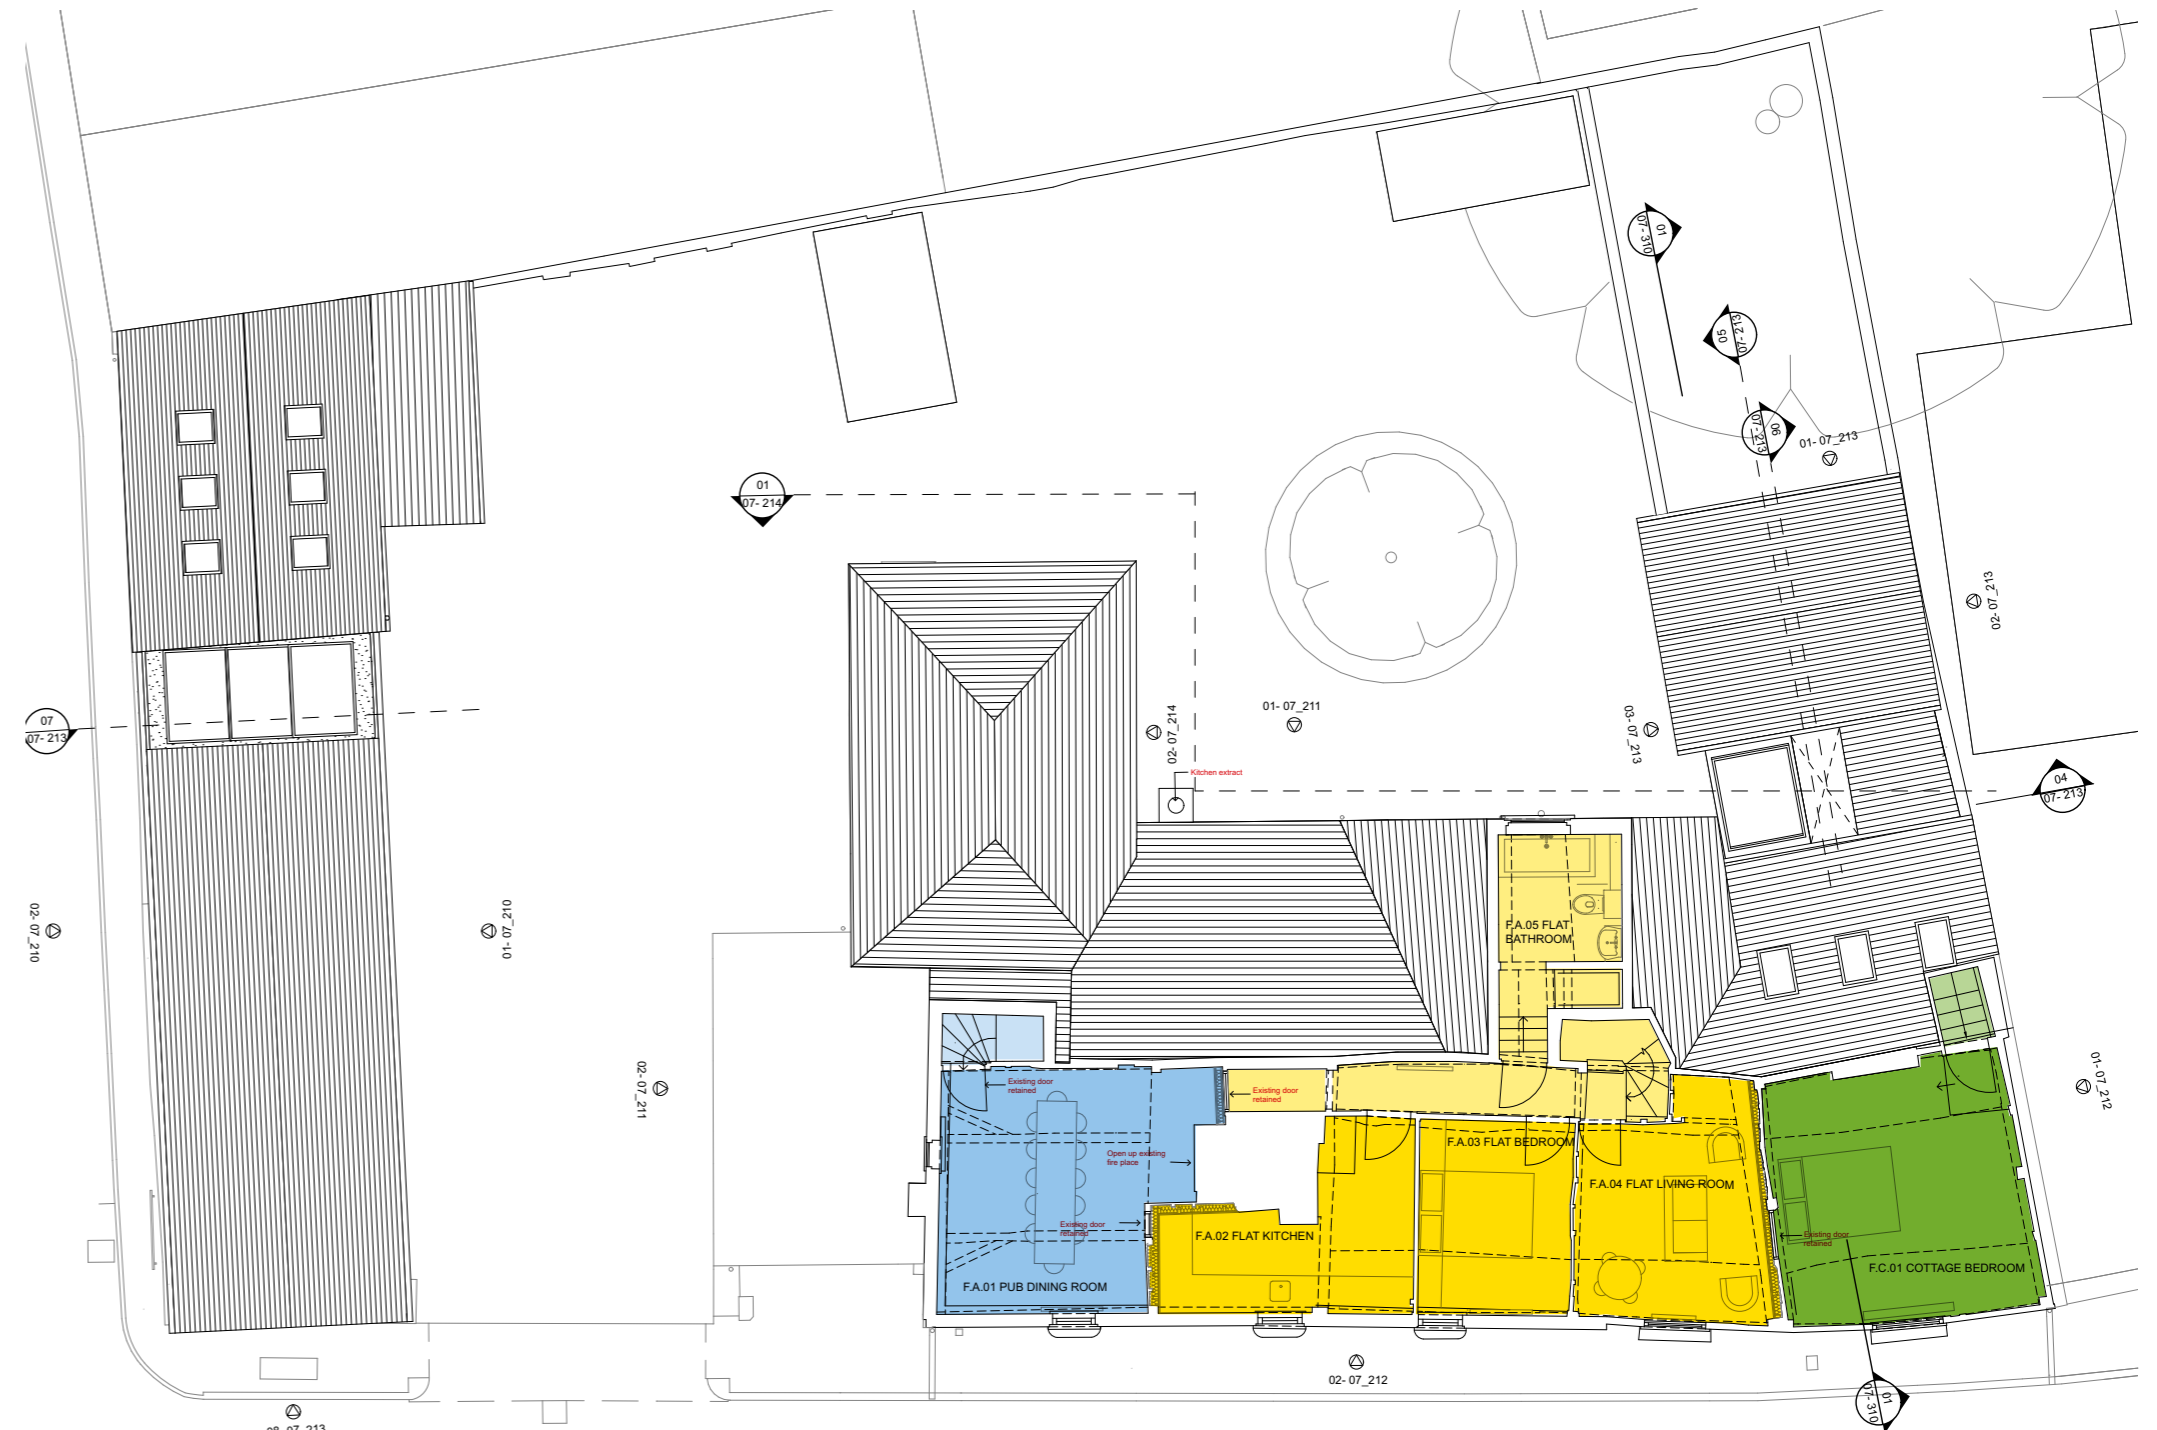 01
07- 310
05
07- 213
06
07- 213
01- 07_213
01
07- 214
02- 07_213
07
07- 213
01- 07_211
02- 07_214
03- 07_213
Kitchen extract
04
07- 213
02- 07_210
01- 07_210
F.A.05 FLAT
BATHROOM
02- 07_211
01- 07_212
Existing door
retained
Existing door
retained
Open up existing
fire place
F.A.03 FLAT BEDROOM
F.A.04 FLAT LIVING ROOM
Existing door
retained
F.A.02 FLAT KITCHEN
Existing door
retained
F.C.01 COTTAGE BEDROOM
F.A.01 PUB DINING ROOM
02- 07_212
01
07- 310
08- 07_213